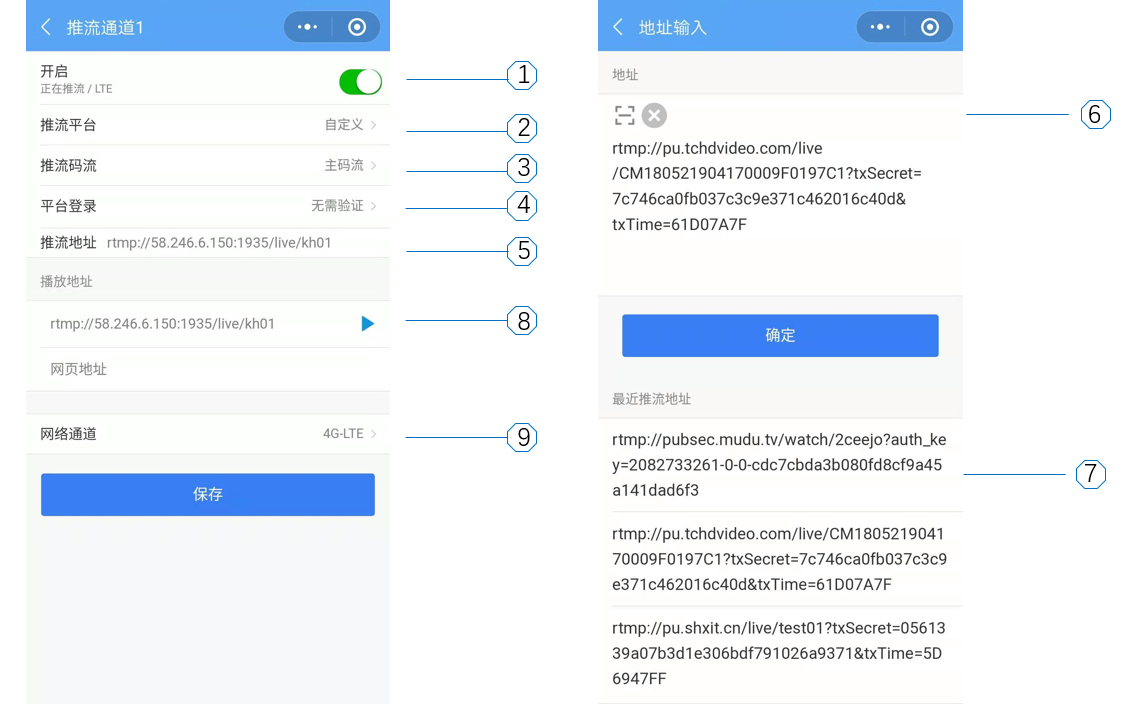 推流通道1
开启
正在推流 / LTE
①
推流平台
自定义
②
推流码流
主码流
③
平台登录
无需验证
④
推流地址 rtmp://58.246.6.150:1935/live/kh01
⑤
播放地址
rtmp://58.246.6.150:1935/live/kh01
⑧
网页地址
网络通道
4G-LTE
⑨
保存
地址输入
地址
⑥
rtmp://pu.tchdvideo.com/live
/CM180521904170009F0197C1?txSecret=
7c746ca0fb037c3c9e371c462016c40d&
txTime=61D07A7F
确定
最近推流地址
rtmp://pubsec.mudu.tv/watch/2ceejo?auth_ke
y=2082733261-0-0-cdc7cbda3b080fd8cf9a45
a141dad6f3
⑦
rtmp://pu.tchdvideo.com/live/CM180521904
170009F0197C1?txSecret=7c746ca0fb037c3c9
e371c462016c40d&txTime=61D07A7F
rtmp://pu.shxit.cn/live/test01?txSecret=05613
39a07b3d1e306bdf791026a9371&txTime=5D
6947FF